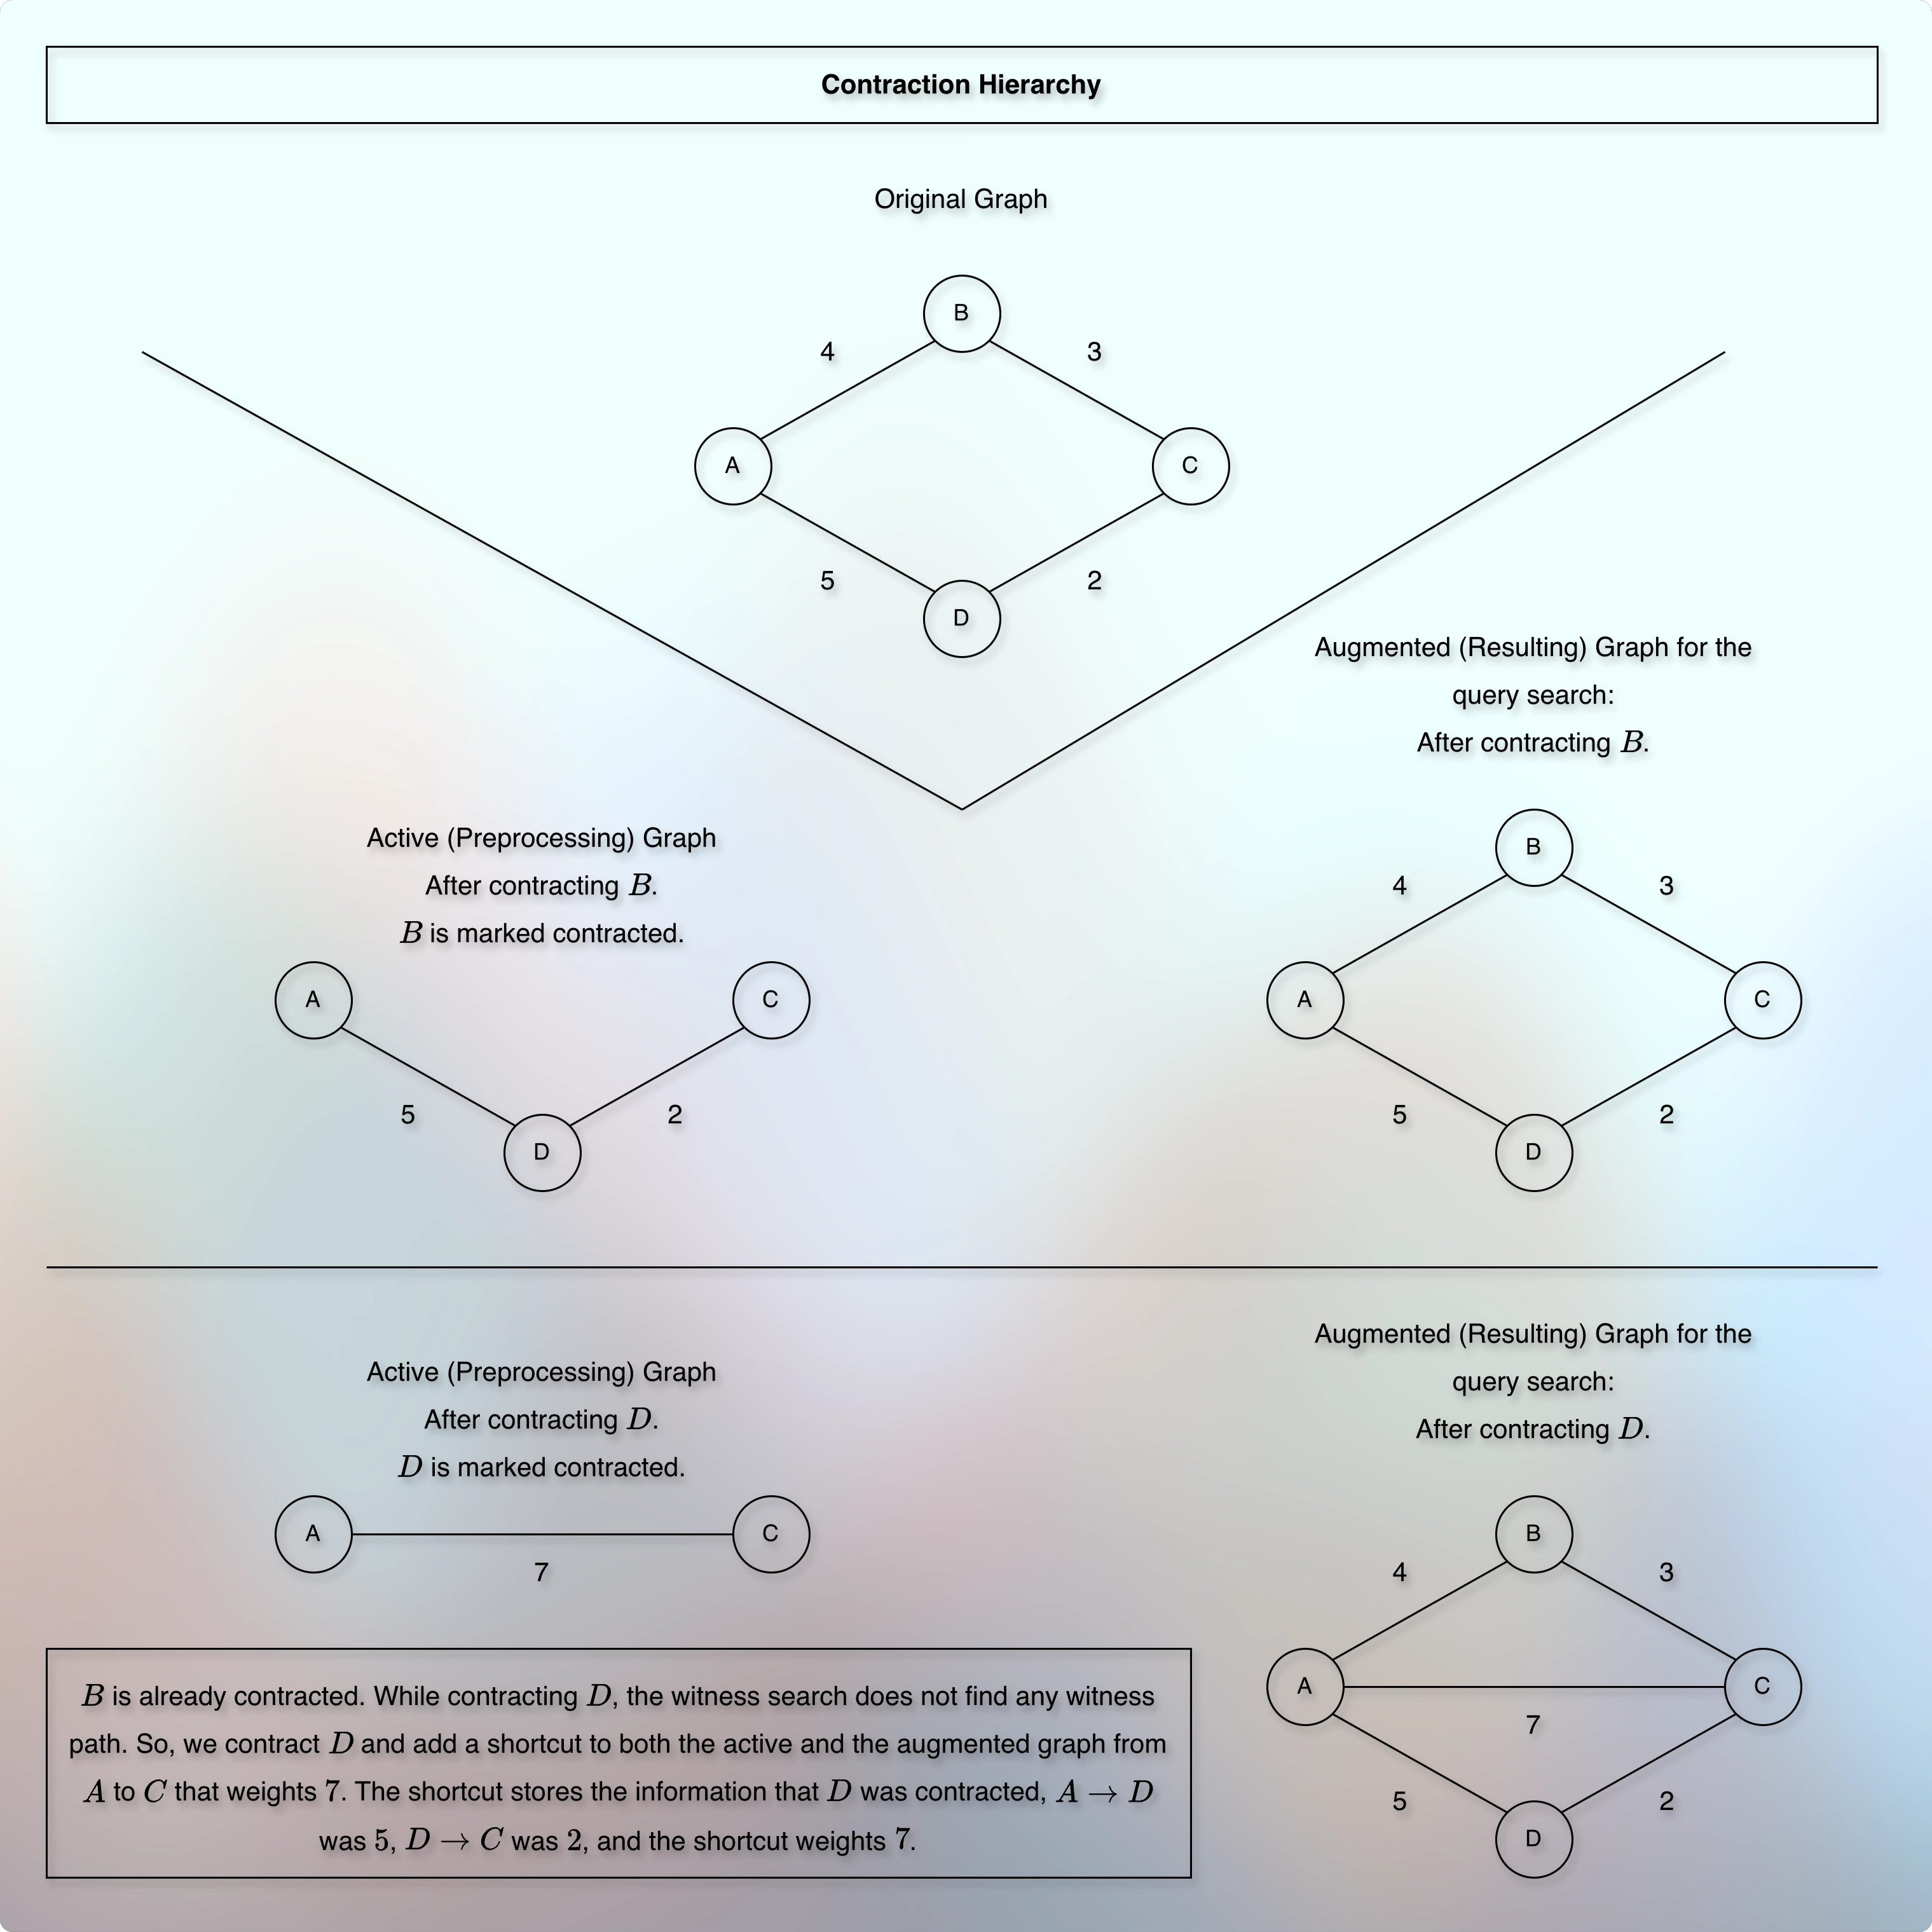 Contraction Hierarchy
Original Graph
B
4
3
A
C
5
2
D
Augmented (Resulting) Graph for the
query search:
After contracting B.
B
4
3
A
C
5
2
D
Active (Preprocessing) Graph
After contracting B.
B is marked contracted.
A
C
5
2
D
Active (Preprocessing) Graph
After contracting D.
D is marked contracted.
A
C
7
Augmented (Resulting) Graph for the
query search:
After contracting D.
B
4
3
A
C
7
5
2
D
B is already contracted. While contracting D, the witness search does not find any witness
path. So, we contract D and add a shortcut to both the active and the augmented graph from
A to C that weights 7. The shortcut stores the information that D was contracted, A → D
was 5, D → C was 2, and the shortcut weights 7.